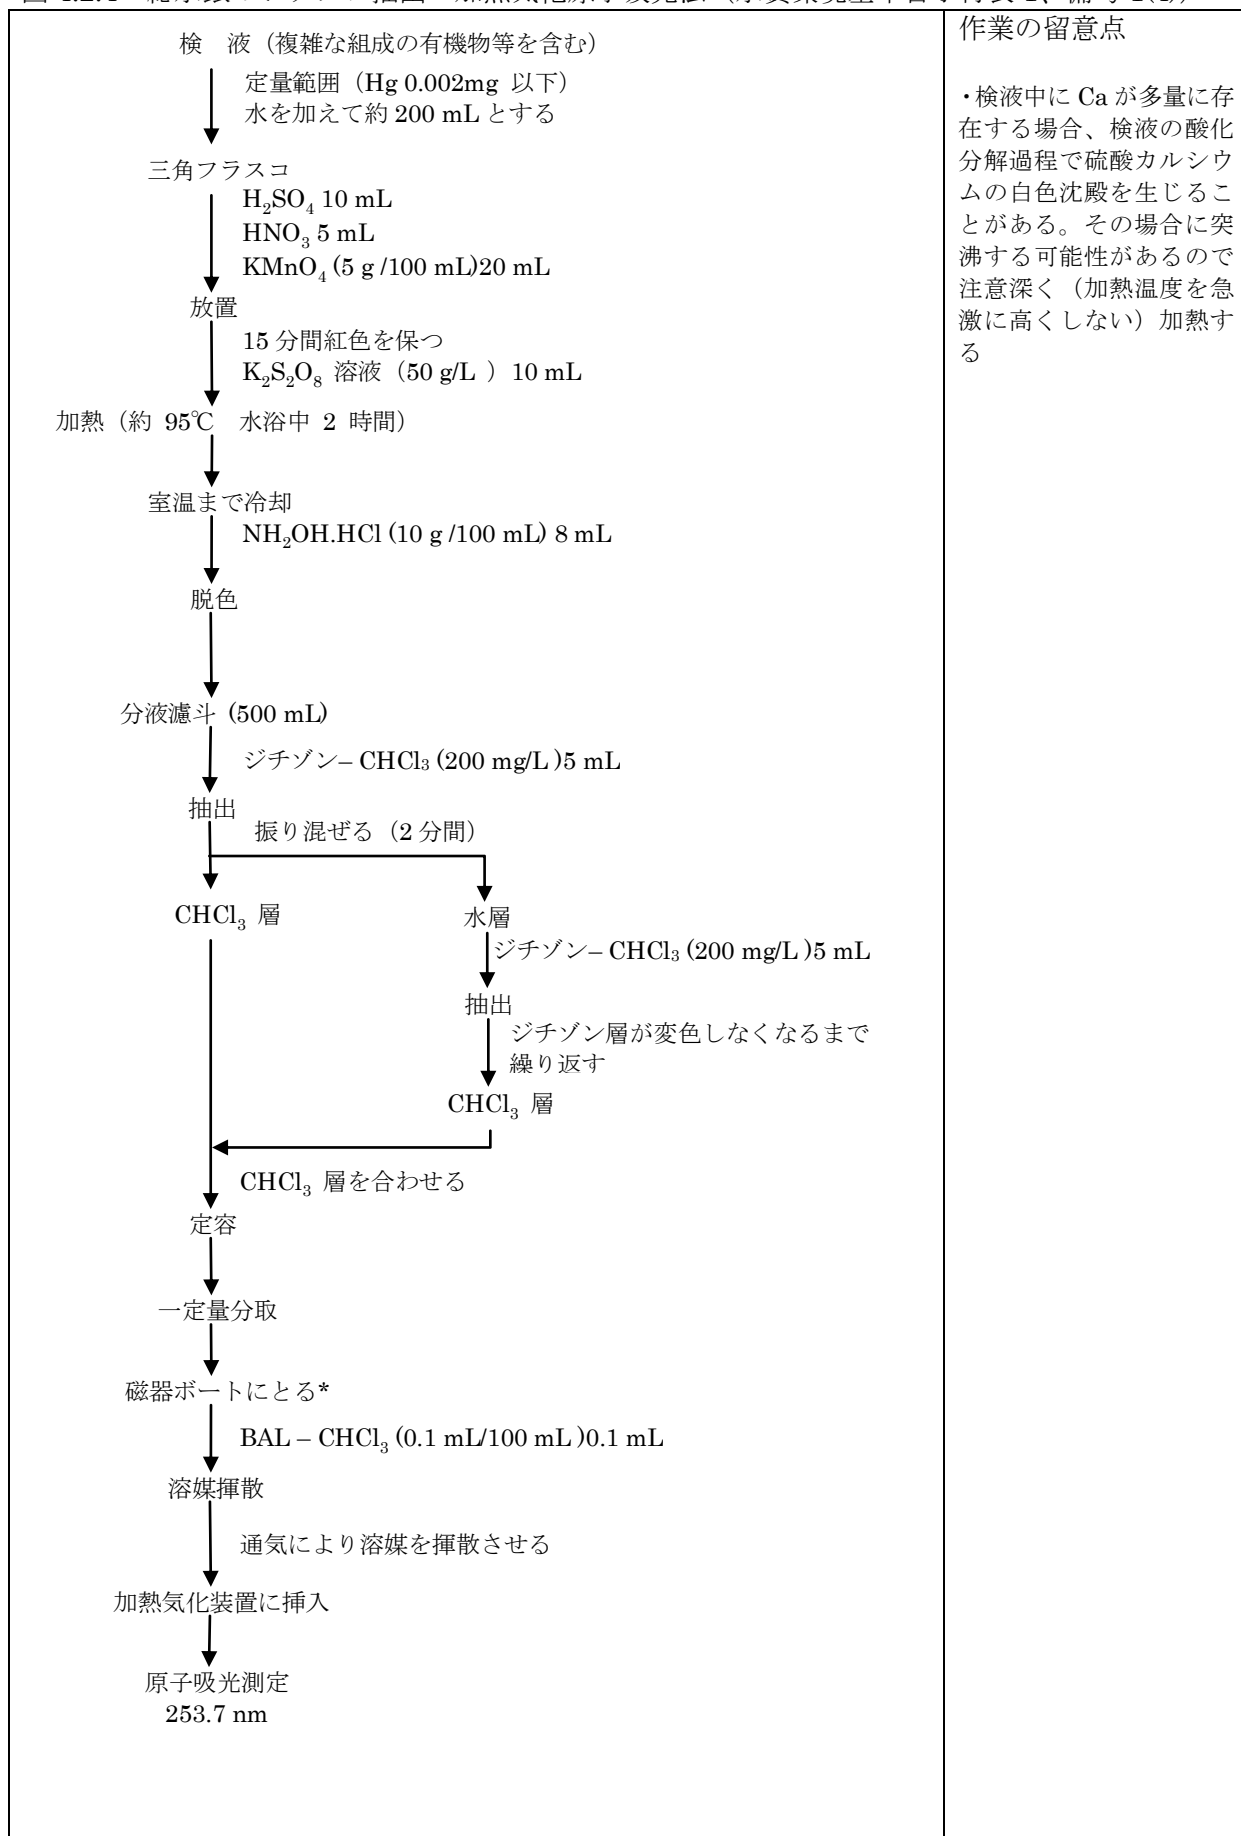 検　液（複雑な組成の有機物等を含む）
定量範囲（Hg 0.002mg 以下）
水を加えて約 200 mL とする
三角フラスコ
H₂SO₄ 10 mL
HNO₃ 5 mL
KMnO₄ (5 g /100 mL)20 mL
放置
15 分間紅色を保つ
K₂S₂O₈ 溶液（50 g/L ）10 mL
加熱（約 95℃　水浴中 2 時間）
室温まで冷却
NH₂OH.HCl (10 g /100 mL) 8 mL
脱色
分液濾斗 (500 mL)
ジチゾン– CHCl₃ (200 mg/L )5 mL
抽出
振り混ぜる（2 分間）
CHCl₃ 層
水層
ジチゾン– CHCl₃ (200 mg/L )5 mL
抽出
ジチゾン層が変色しなくなるまで
繰り返す
CHCl₃ 層
CHCl₃ 層を合わせる
定容
一定量分取
磁器ボートにとる*
BAL – CHCl₃ (0.1 mL/100 mL )0.1 mL
溶媒揮散
通気により溶媒を揮散させる
加熱気化装置に挿入
原子吸光測定
253.7 nm
作業の留意点
・検液中に Ca が多量に存
在する場合、検液の酸化
分解過程で硫酸カルシウ
ムの白色沈殿を生じるこ
とがある。その場合に突
沸する可能性があるので
注意深く（加熱温度を急
激に高くしない）加熱す
る